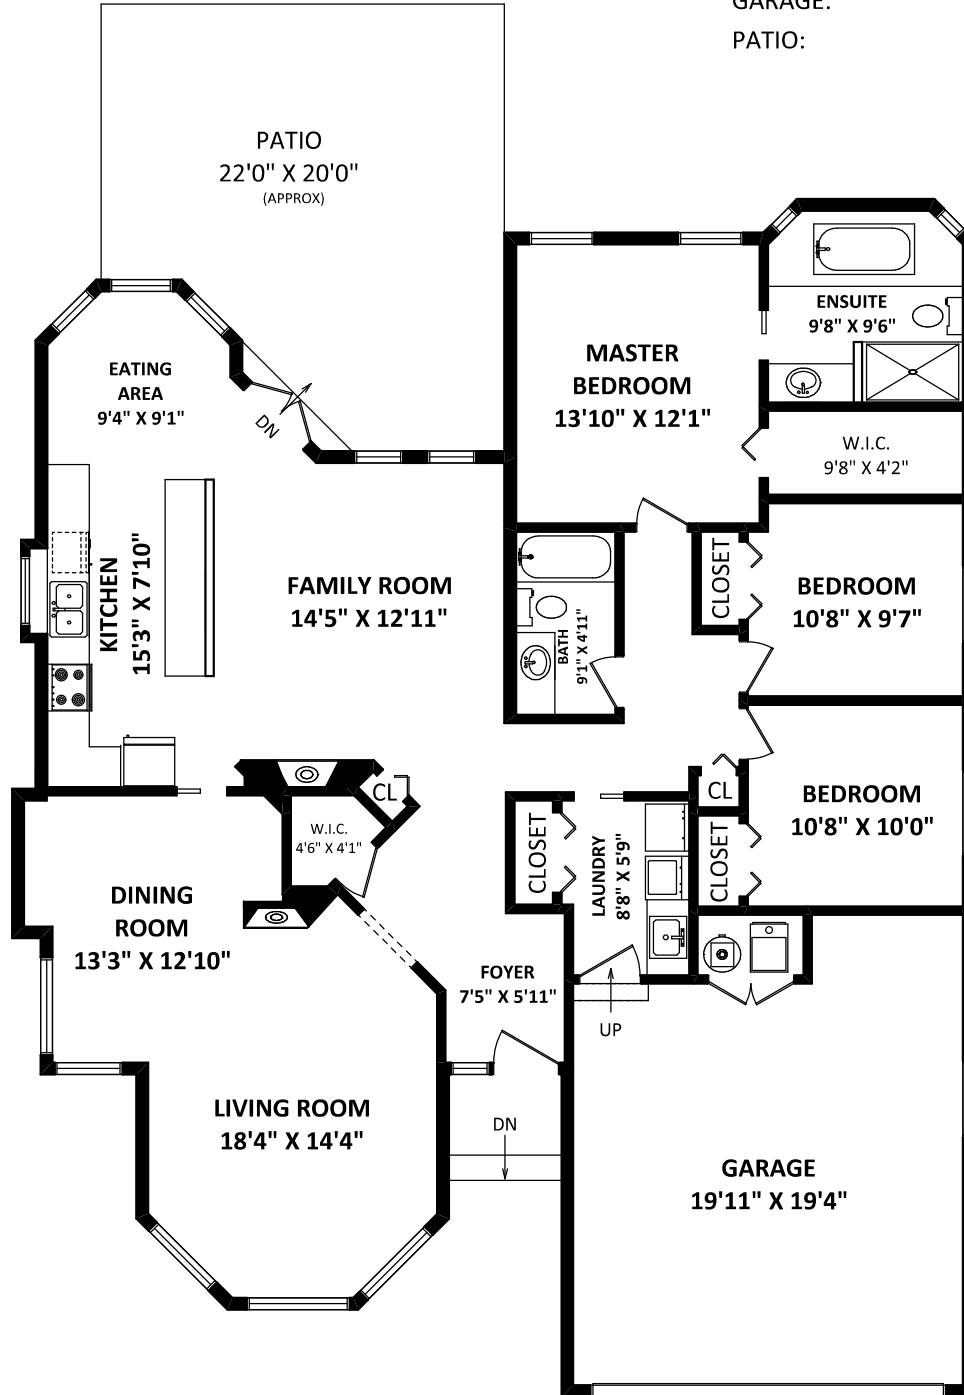 GARAGE:
PATIO:
PATIO
22'0" X 20'0"
(APPROX)
ENSUITE
9'8" X 9'6"
MASTER
BEDROOM
13'10" X 12'1"
EATING
AREA
9'4" X 9'1"
DN
W.I.C.
9'8" X 4'2"
KITCHEN
15'3" X 7'10"
FAMILY ROOM
14'5" X 12'11"
BATH
9'1" X 4'11"
CLOSET
BEDROOM
10'8" X 9'7"
CL
CL
BEDROOM
10'8" X 10'0"
W.I.C.
4'6" X 4'1"
CLOSET
LAUNDRY
8'8" X 5'9"
CLOSET
DINING
ROOM
13'3" X 12'10"
FOYER
7'5" X 5'11"
UP
LIVING ROOM
18'4" X 14'4"
DN
GARAGE
19'11" X 19'4"